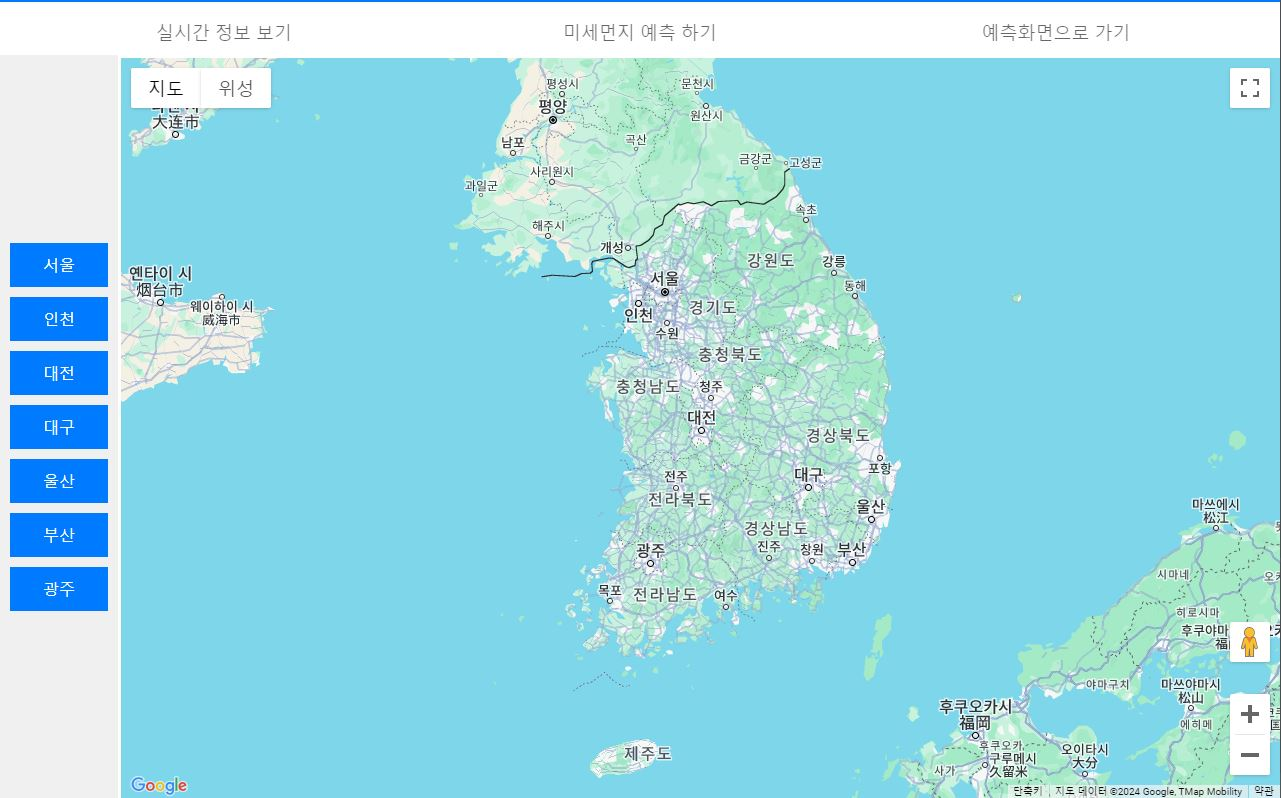 실시간 정보 보기
미세먼지 예측 하기
예측화면으로 가기
지도
위성
서울
인천
대전
대구
울산
부산
광주
大连市
평성시
평양
문천시
원산시
남포
곡산
사리원시
금강군
고성군
과일군
해주시
속초
개성
강원도
강릉
옌타이 시
烟台市
서울
동해
웨이하이 시
威海市
인천
경기도
수원
충청북도
충청남도
청주
대전
경상북도
포항
전주
대구
전라북도
울산
경상남도
광주
진주
창원
부산
목포
전라남도
여수
마쓰에시
松江
시마네
히로시마
후쿠야마
야마구치
마쓰야마시
松山
에히메
후쿠오카시
福岡
후쿠오카
구루메시
久留米
오이타시
大分
사가
제주도
Google
단축키
지도 데이터 ©2024 Google, TMap Mobility
약관